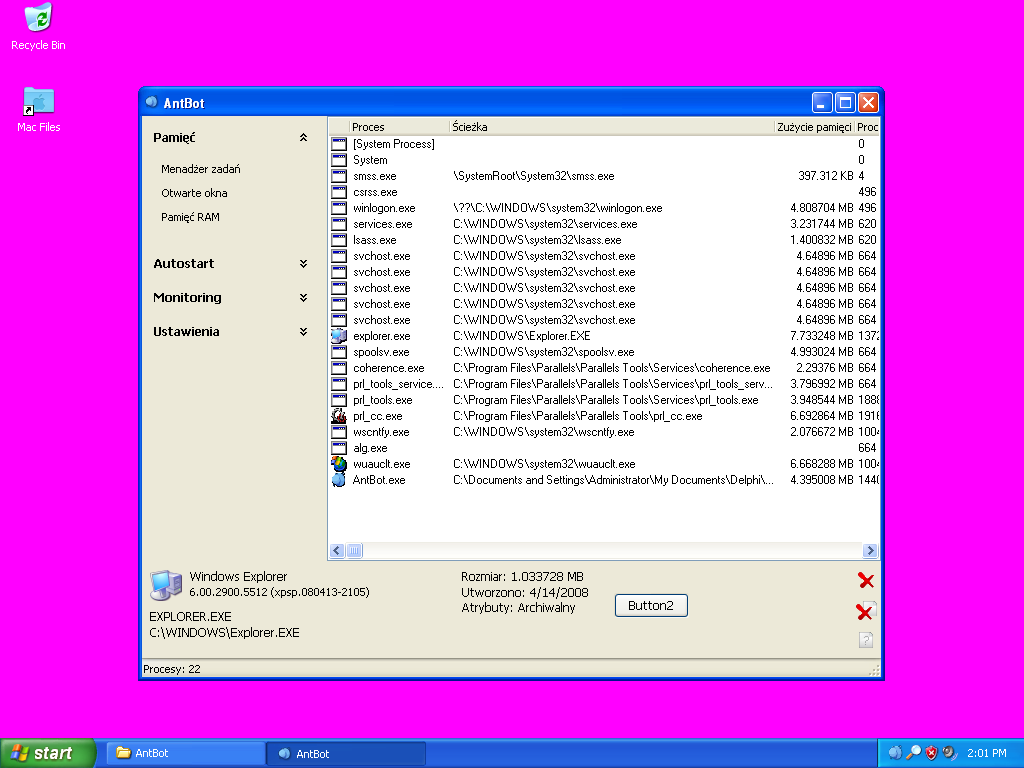 Recycle Bin
Mac Files
AntBot
Pamięć
Menadżer zadań
Otwarte okna
Pamięć RAM
Autostart
Monitoring
Ustawienia
Proces Ścieżka Zużycie pamięci Proc
[System Process] 0
System 0
smss.exe \SystemRoot\System32\smss.exe 397.312 KB 4
csrss.exe 496
winlogon.exe \??\C:\WINDOWS\system32\winlogon.exe 4.808704 MB 496
services.exe C:\WINDOWS\system32\services.exe 3.231744 MB 620
lsass.exe C:\WINDOWS\system32\lsass.exe 1.400832 MB 620
svchost.exe C:\WINDOWS\system32\svchost.exe 4.64896 MB 664
svchost.exe C:\WINDOWS\system32\svchost.exe 4.64896 MB 664
svchost.exe C:\WINDOWS\system32\svchost.exe 4.64896 MB 664
svchost.exe C:\WINDOWS\system32\svchost.exe 4.64896 MB 664
svchost.exe C:\WINDOWS\system32\svchost.exe 4.64896 MB 664
explorer.exe C:\WINDOWS\Explorer.EXE 7.733248 MB 1372
spoolsv.exe C:\WINDOWS\system32\spoolsv.exe 4.993024 MB 664
coherence.exe C:\Program Files\Parallels\Parallels Tools\Services\coherence.exe 2.29376 MB 664
prl_tools_service.... C:\Program Files\Parallels\Parallels Tools\Services\prl_tools_serv... 3.796992 MB 664
prl_tools.exe C:\Program Files\Parallels\Parallels Tools\Services\prl_tools.exe 3.948544 MB 1888
prl_cc.exe C:\Program Files\Parallels\Parallels Tools\prl_cc.exe 6.692864 MB 1916
wscntfy.exe C:\WINDOWS\system32\wscntfy.exe 2.076672 MB 1004
alg.exe 664
wuauclt.exe C:\WINDOWS\system32\wuauclt.exe 6.668288 MB 1004
AntBot.exe C:\Documents and Settings\Administrator\My Documents\Delphi\... 4.395008 MB 1440
Windows Explorer
6.00.2900.5512 (xpsp.080413-2105)
EXPLORER.EXE
C:\WINDOWS\Explorer.EXE
Rozmiar: 1.033728 MB
Utworzono: 4/14/2008
Atrybuty: Archiwalny
Button2
Procesy: 22
start
AntBot
AntBot
2:01 PM